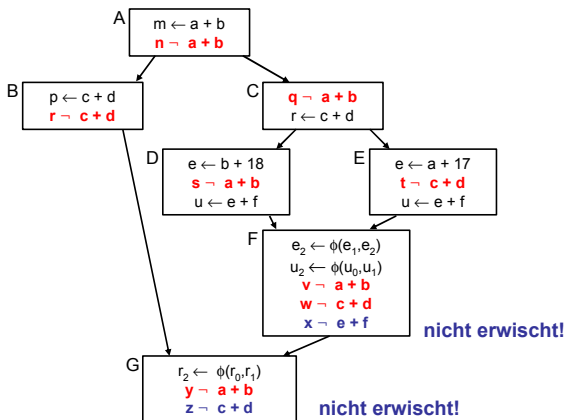 A
m ← a + b
n ¬ a + b
B
p ← c + d
r ¬ c + d
C
q ¬ a + b
r ← c + d
D
e ← b + 18
s ¬ a + b
u ← e + f
E
e ← a + 17
t ¬ c + d
u ← e + f
F
e₂ ← ϕ(e₁,e₂)
u₂ ← ϕ(u₀,u₁)
v ¬ a + b
w ¬ c + d
x ¬ e + f
nicht erwischt!
G
r₂ ← ϕ(r₀,r₁)
y ¬ a + b
z ¬ c + d
nicht erwischt!